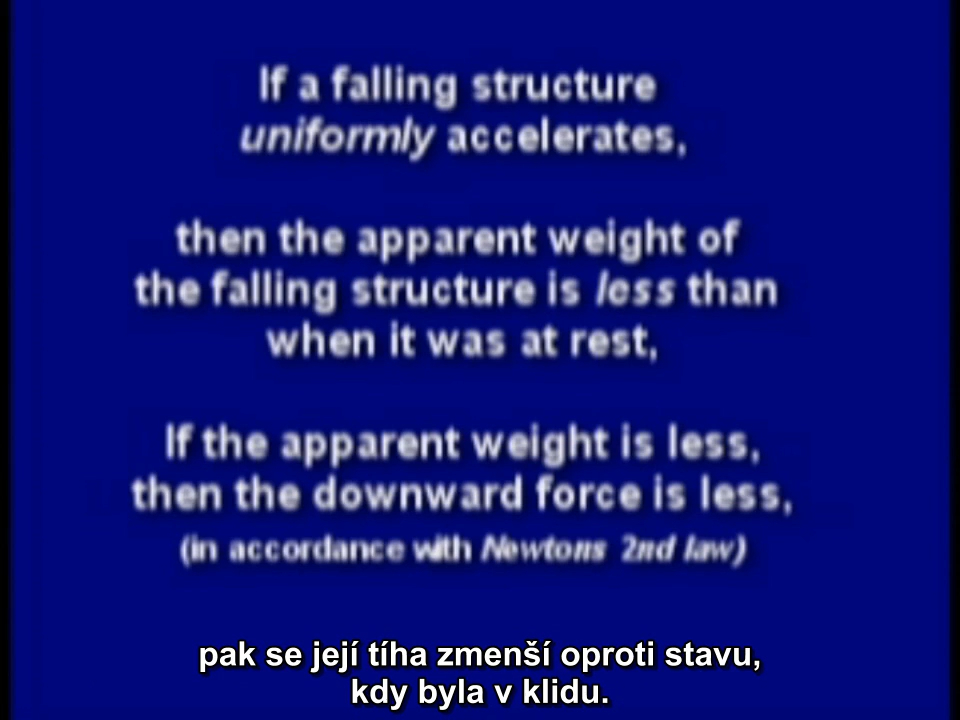 If a falling structure
uniformly accelerates,
then the apparent weight of
the falling structure is less than
when it was at rest,
If the apparent weight is less,
then the downward force is less,
(in accordance with Newtons 2nd law)
pak se její tíha zmenší oproti stavu,
kdy byla v klidu.